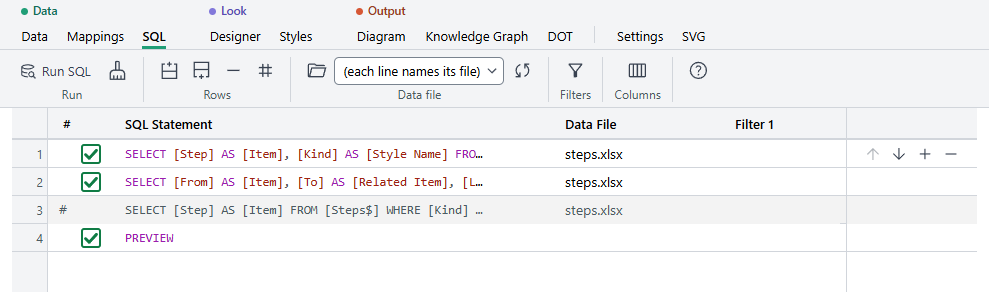 Data Look Output
Data Mappings SQL Designer Styles Diagram Knowledge Graph DOT Settings SVG
Run SQL # (each line names its file) ?
Run Rows Data file Filters Columns
# SQL Statement Data File Filter 1
1 SELECT [Step] AS [Item], [Kind] AS [Style Name] FRO… steps.xlsx
2 SELECT [From] AS [Item], [To] AS [Related Item], [L… steps.xlsx
3 # SELECT [Step] AS [Item] FROM [Steps$] WHERE [Kind] … steps.xlsx
4 PREVIEW